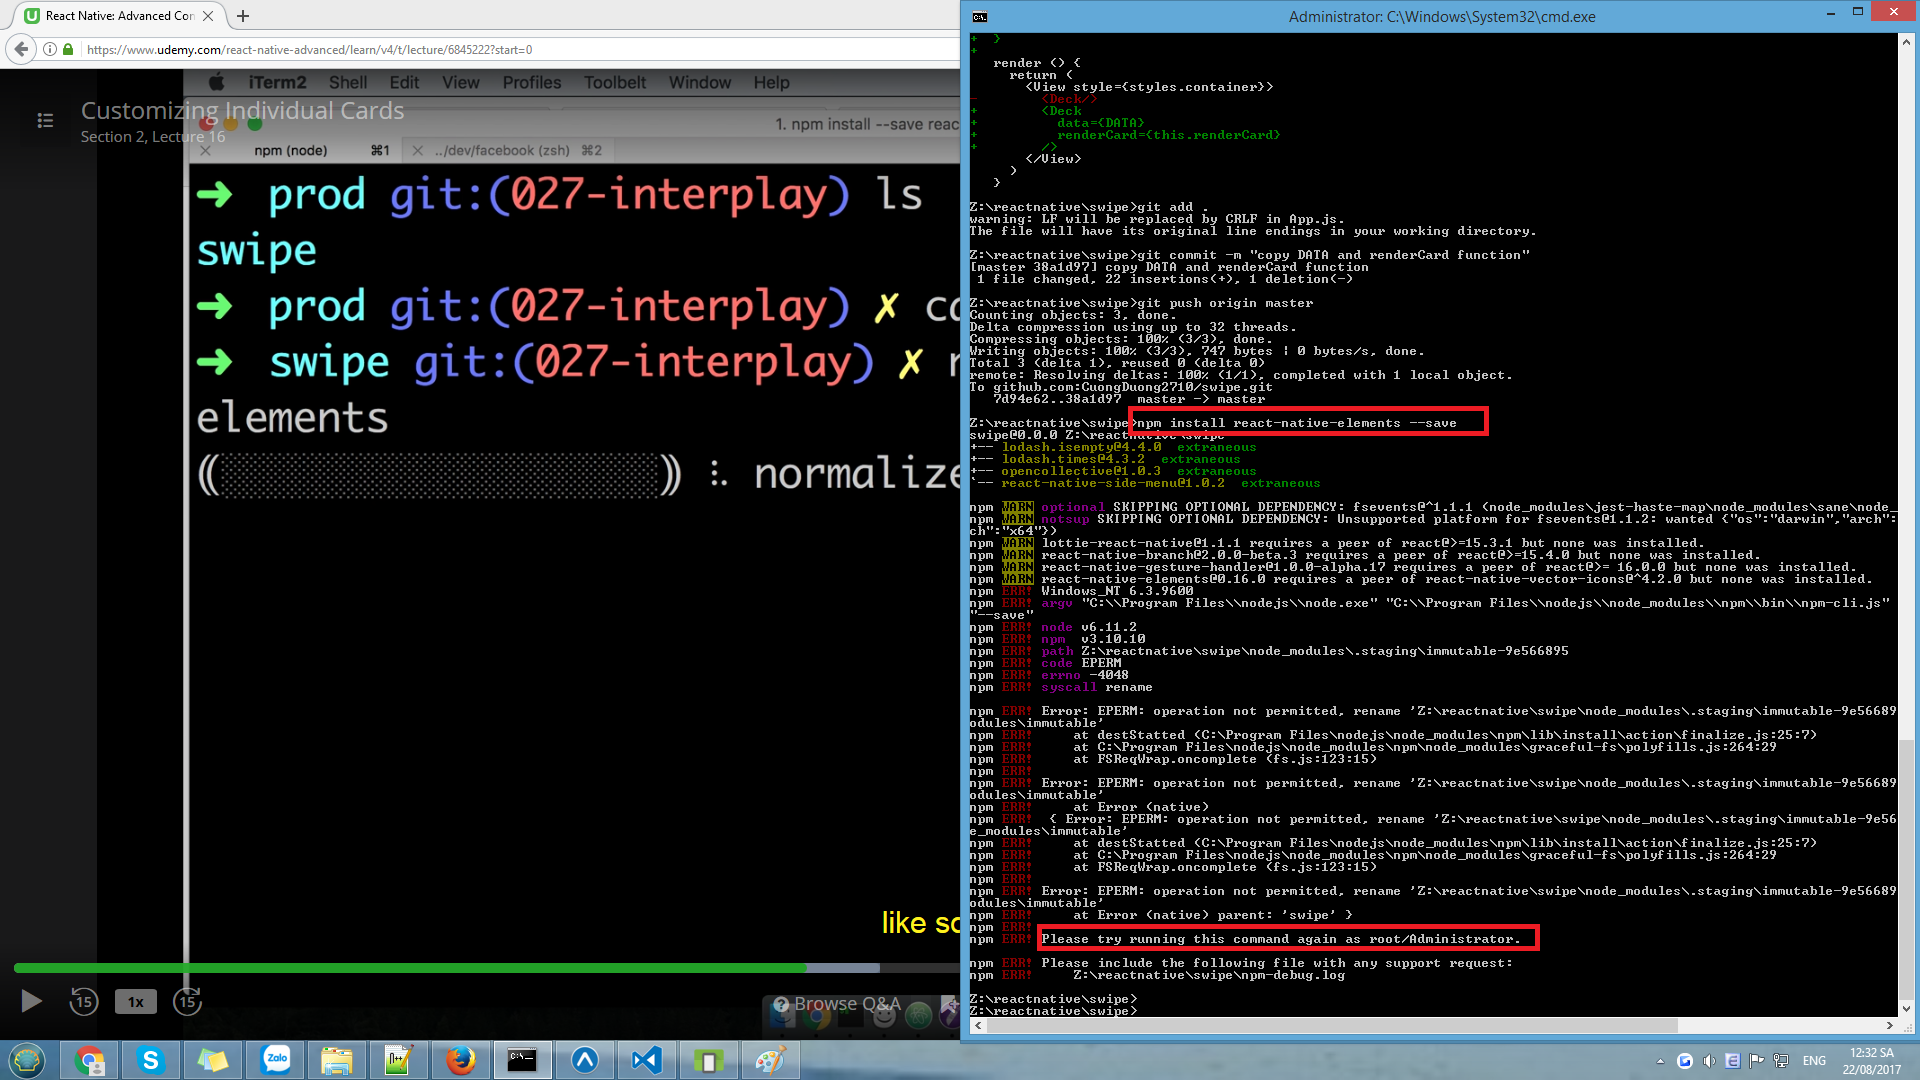 React Native: Advanced Con
https://www.udemy.com/react-native-advanced/learn/v4/t/lecture/6845222?start=0
iTerm2 Shell Edit View Profiles Toolbelt Window Help
Customizing Individual Cards
Section 2, Lecture 16
1. npm install --save reac
npm (node) ⌘1 ../dev/facebook (zsh) ⌘2
➜ prod git:(027-interplay) ls
swipe
➜ prod git:(027-interplay) ✗ cd
➜ swipe git:(027-interplay) ✗
elements
normalize
like so
1x
15
15
Browse Q&A
Administrator: C:\Windows\System32\cmd.exe
+ }
+
render () {
return (
<View style={styles.container}>
- <Deck/>
+ <Deck
+ data={DATA}
+ renderCard={this.renderCard}
+ />
</View>
)
}
Z:\reactnative\swipe>git add .
warning: LF will be replaced by CRLF in App.js.
The file will have its original line endings in your working directory.
Z:\reactnative\swipe>git commit -m "copy DATA and renderCard function"
[master 38a1d97] copy DATA and renderCard function
1 file changed, 22 insertions(+), 1 deletion(-)
Z:\reactnative\swipe>git push origin master
Counting objects: 3, done.
Delta compression using up to 32 threads.
Compressing objects: 100% (3/3), done.
Writing objects: 100% (3/3), 747 bytes | 0 bytes/s, done.
Total 3 (delta 1), reused 0 (delta 0)
remote: Resolving deltas: 100% (1/1), completed with 1 local object.
To github.com:CuongDuong2710/swipe.git
7d94e62..38a1d97 master -> master
Z:\reactnative\swipe>npm install react-native-elements --save
swipe@0.0.0 Z:\reactnative\swipe
+-- lodash.isempty@4.4.0 extraneous
+-- lodash.times@4.3.2 extraneous
+-- opencollective@1.0.3 extraneous
`-- react-native-side-menu@1.0.2 extraneous
npm WARN optional SKIPPING OPTIONAL DEPENDENCY: fsevents@^1.1.1 (node_modules\jest-haste-map\node_modules\sane\node_
npm WARN notsup SKIPPING OPTIONAL DEPENDENCY: Unsupported platform for fsevents@1.1.2: wanted {"os":"darwin","arch":
ch":"x64"})
npm WARN lottie-react-native@1.1.1 requires a peer of react@>=15.3.1 but none was installed.
npm WARN react-native-branch@2.0.0-beta.3 requires a peer of react@>=15.4.0 but none was installed.
npm WARN react-native-gesture-handler@1.0.0-alpha.17 requires a peer of react@>= 16.0.0 but none was installed.
npm WARN react-native-elements@0.16.0 requires a peer of react-native-vector-icons@^4.2.0 but none was installed.
npm ERR! Windows_NT 6.3.9600
npm ERR! argv "C:\\Program Files\\nodejs\\node.exe" "C:\\Program Files\\nodejs\\node_modules\\npm\\bin\\npm-cli.js"
"--save"
npm ERR! node v6.11.2
npm ERR! npm v3.10.10
npm ERR! path Z:\reactnative\swipe\node_modules\.staging\immutable-9e566895
npm ERR! code EPERM
npm ERR! errno -4048
npm ERR! syscall rename
npm ERR! Error: EPERM: operation not permitted, rename 'Z:\reactnative\swipe\node_modules\.staging\immutable-9e56689
odules\immutable'
npm ERR! at destStatted (C:\Program Files\nodejs\node_modules\npm\lib\install\action\finalize.js:25:7)
npm ERR! at C:\Program Files\nodejs\node_modules\npm\node_modules\graceful-fs\polyfills.js:264:29
npm ERR! at FSReqWrap.oncomplete (fs.js:123:15)
npm ERR!
npm ERR! Error: EPERM: operation not permitted, rename 'Z:\reactnative\swipe\node_modules\.staging\immutable-9e56689
odules\immutable'
npm ERR! at Error (native)
npm ERR! { Error: EPERM: operation not permitted, rename 'Z:\reactnative\swipe\node_modules\.staging\immutable-9e56
e_modules\immutable'
npm ERR! at destStatted (C:\Program Files\nodejs\node_modules\npm\lib\install\action\finalize.js:25:7)
npm ERR! at C:\Program Files\nodejs\node_modules\npm\node_modules\graceful-fs\polyfills.js:264:29
npm ERR! at FSReqWrap.oncomplete (fs.js:123:15)
npm ERR!
npm ERR! Error: EPERM: operation not permitted, rename 'Z:\reactnative\swipe\node_modules\.staging\immutable-9e56689
odules\immutable'
npm ERR! at Error (native) parent: 'swipe' }
npm ERR!
npm ERR! Please try running this command again as root/Administrator.
npm ERR! Please include the following file with any support request:
npm ERR! Z:\reactnative\swipe\npm-debug.log
Z:\reactnative\swipe>
Z:\reactnative\swipe>
Zalo
ENG
12:32 SA
22/08/2017